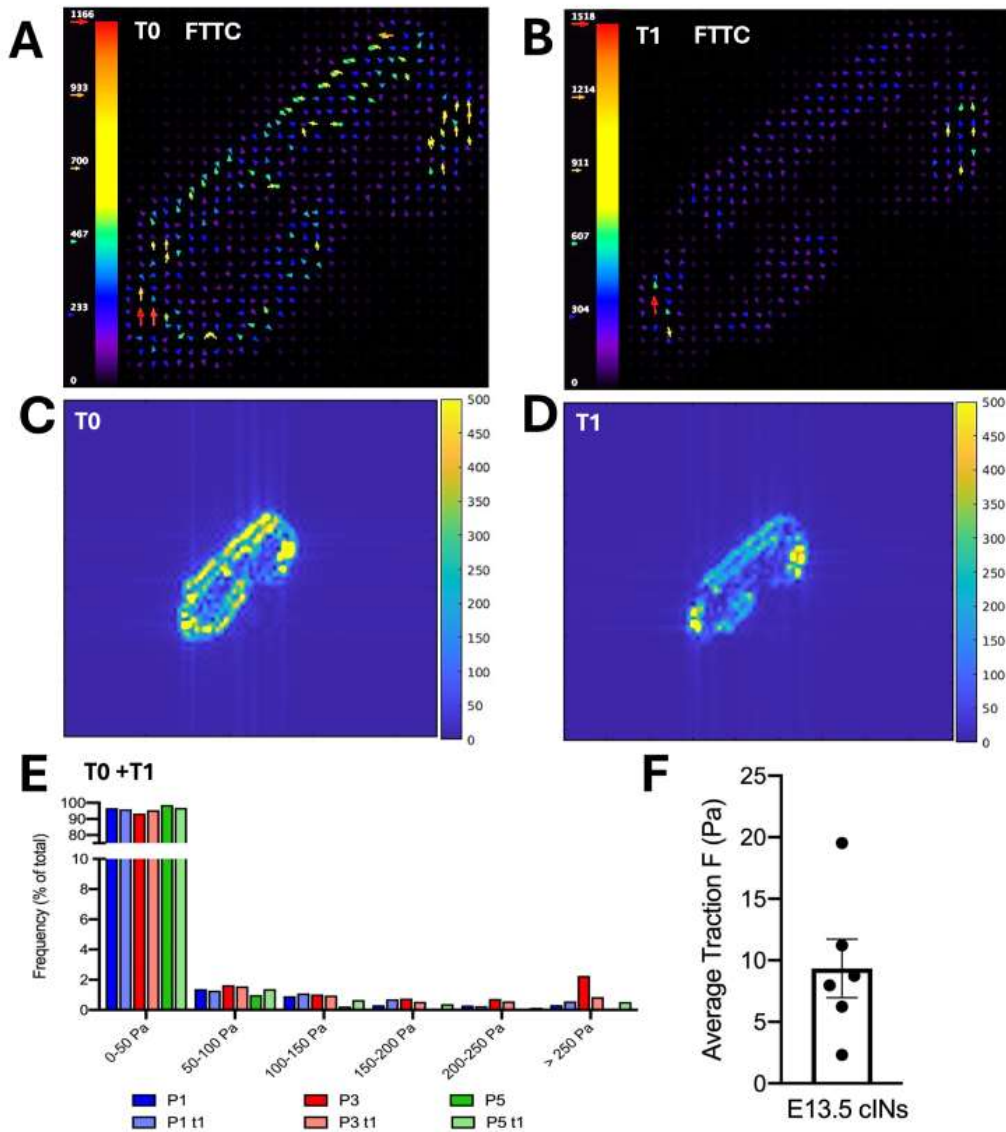 A
T0 FTTC
1166
933
700
467
233
0
B
T1 FTTC
1518
1214
911
607
304
0
C
T0
500
450
400
350
300
250
200
150
100
50
0
D
T1
500
450
400
350
300
250
200
150
100
50
0
E
T0 +T1
Frequency (% of total)
100
90
80
10
8
6
4
2
0
0-50 Pa
50-100 Pa
100-150 Pa
150-200 Pa
200-250 Pa
> 250 Pa
P1
P3
P5
P1 t1
P3 t1
P5 t1
F
Average Traction F (Pa)
25
20
15
10
5
0
E13.5 cINs